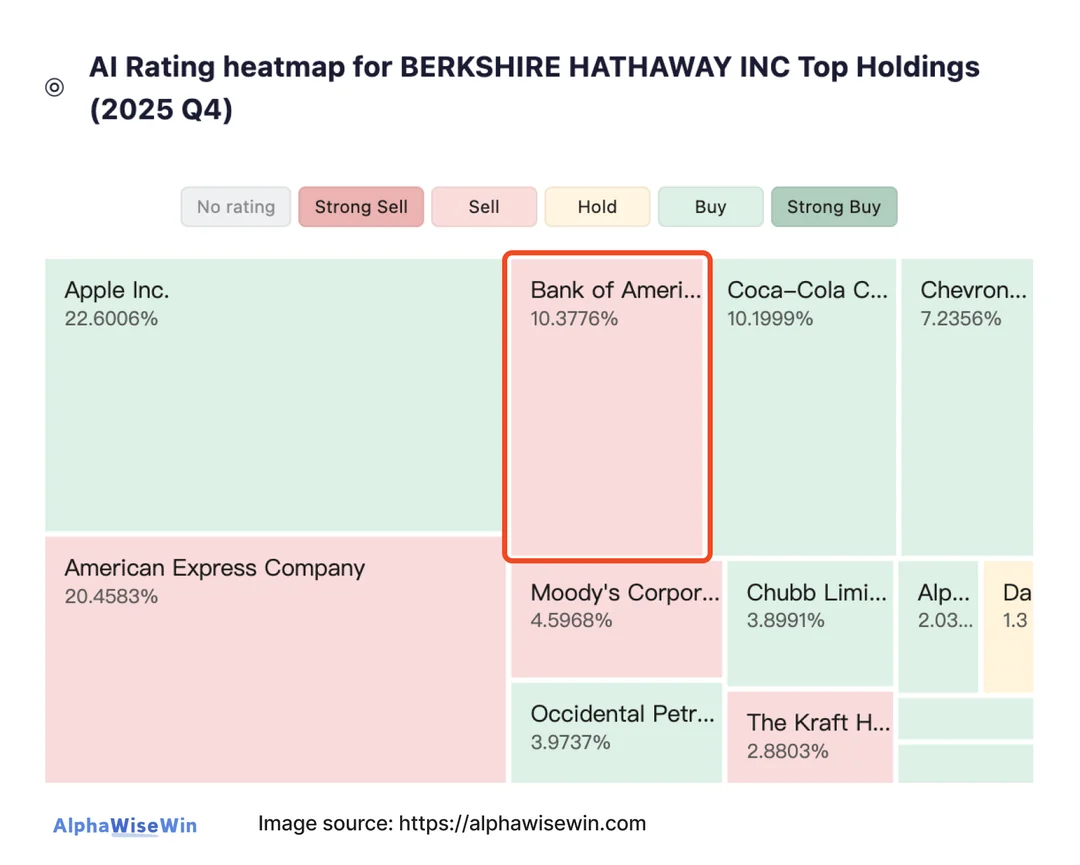 AI Rating heatmap for BERKSHIRE HATHAWAY INC Top Holdings
(2025 Q4)
No rating
Strong Sell
Sell
Hold
Buy
Strong Buy
Apple Inc.
22.6006%
Bank of Ameri...
10.3776%
Coca-Cola C...
10.1999%
Chevron...
7.2356%
American Express Company
20.4583%
Moody's Corpor...
4.5968%
Chubb Limi...
3.8991%
Alp...
2.03...
Da
1.3
Occidental Petr...
3.9737%
The Kraft H...
2.8803%
AlphaWiseWin
Image source: https://alphawisewin.com